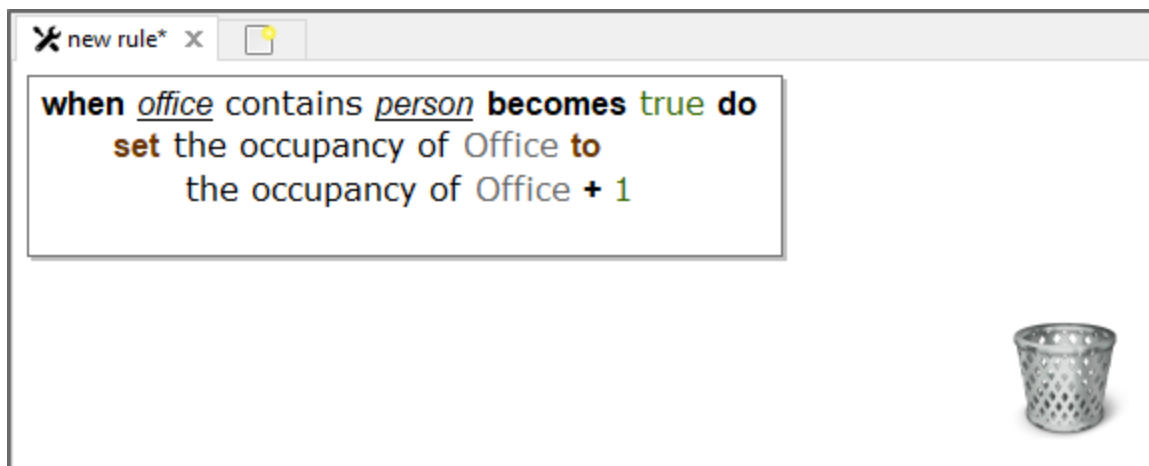 new rule*
when office contains person becomes true do
set the occupancy of Office to
the occupancy of Office + 1